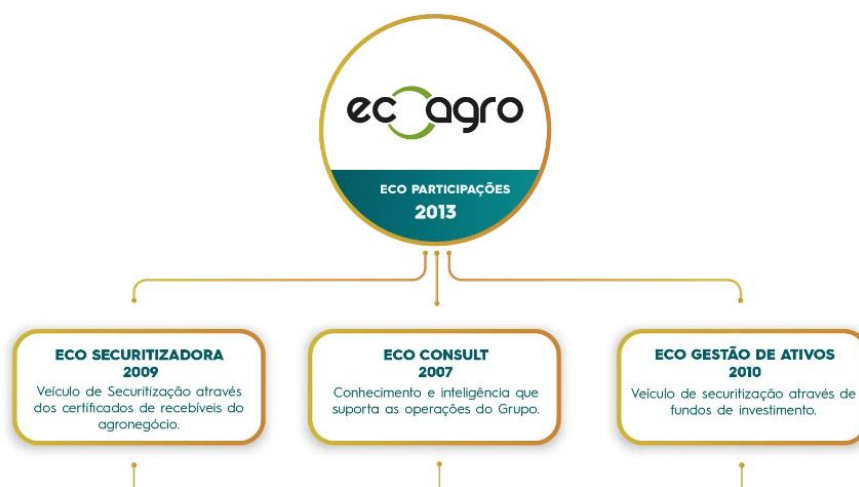 ecoagro
ECO PARTICIPAÇÕES
2013
ECO SECURITIZADORA
2009
Veículo de Securitização através
dos certificados de recebíveis do
agronegócio.
ECO CONSULT
2007
Conhecimento e inteligência que
suporta as operações do Grupo.
ECO GESTÃO DE ATIVOS
2010
Veículo de securitização através de
fundos de investimento.